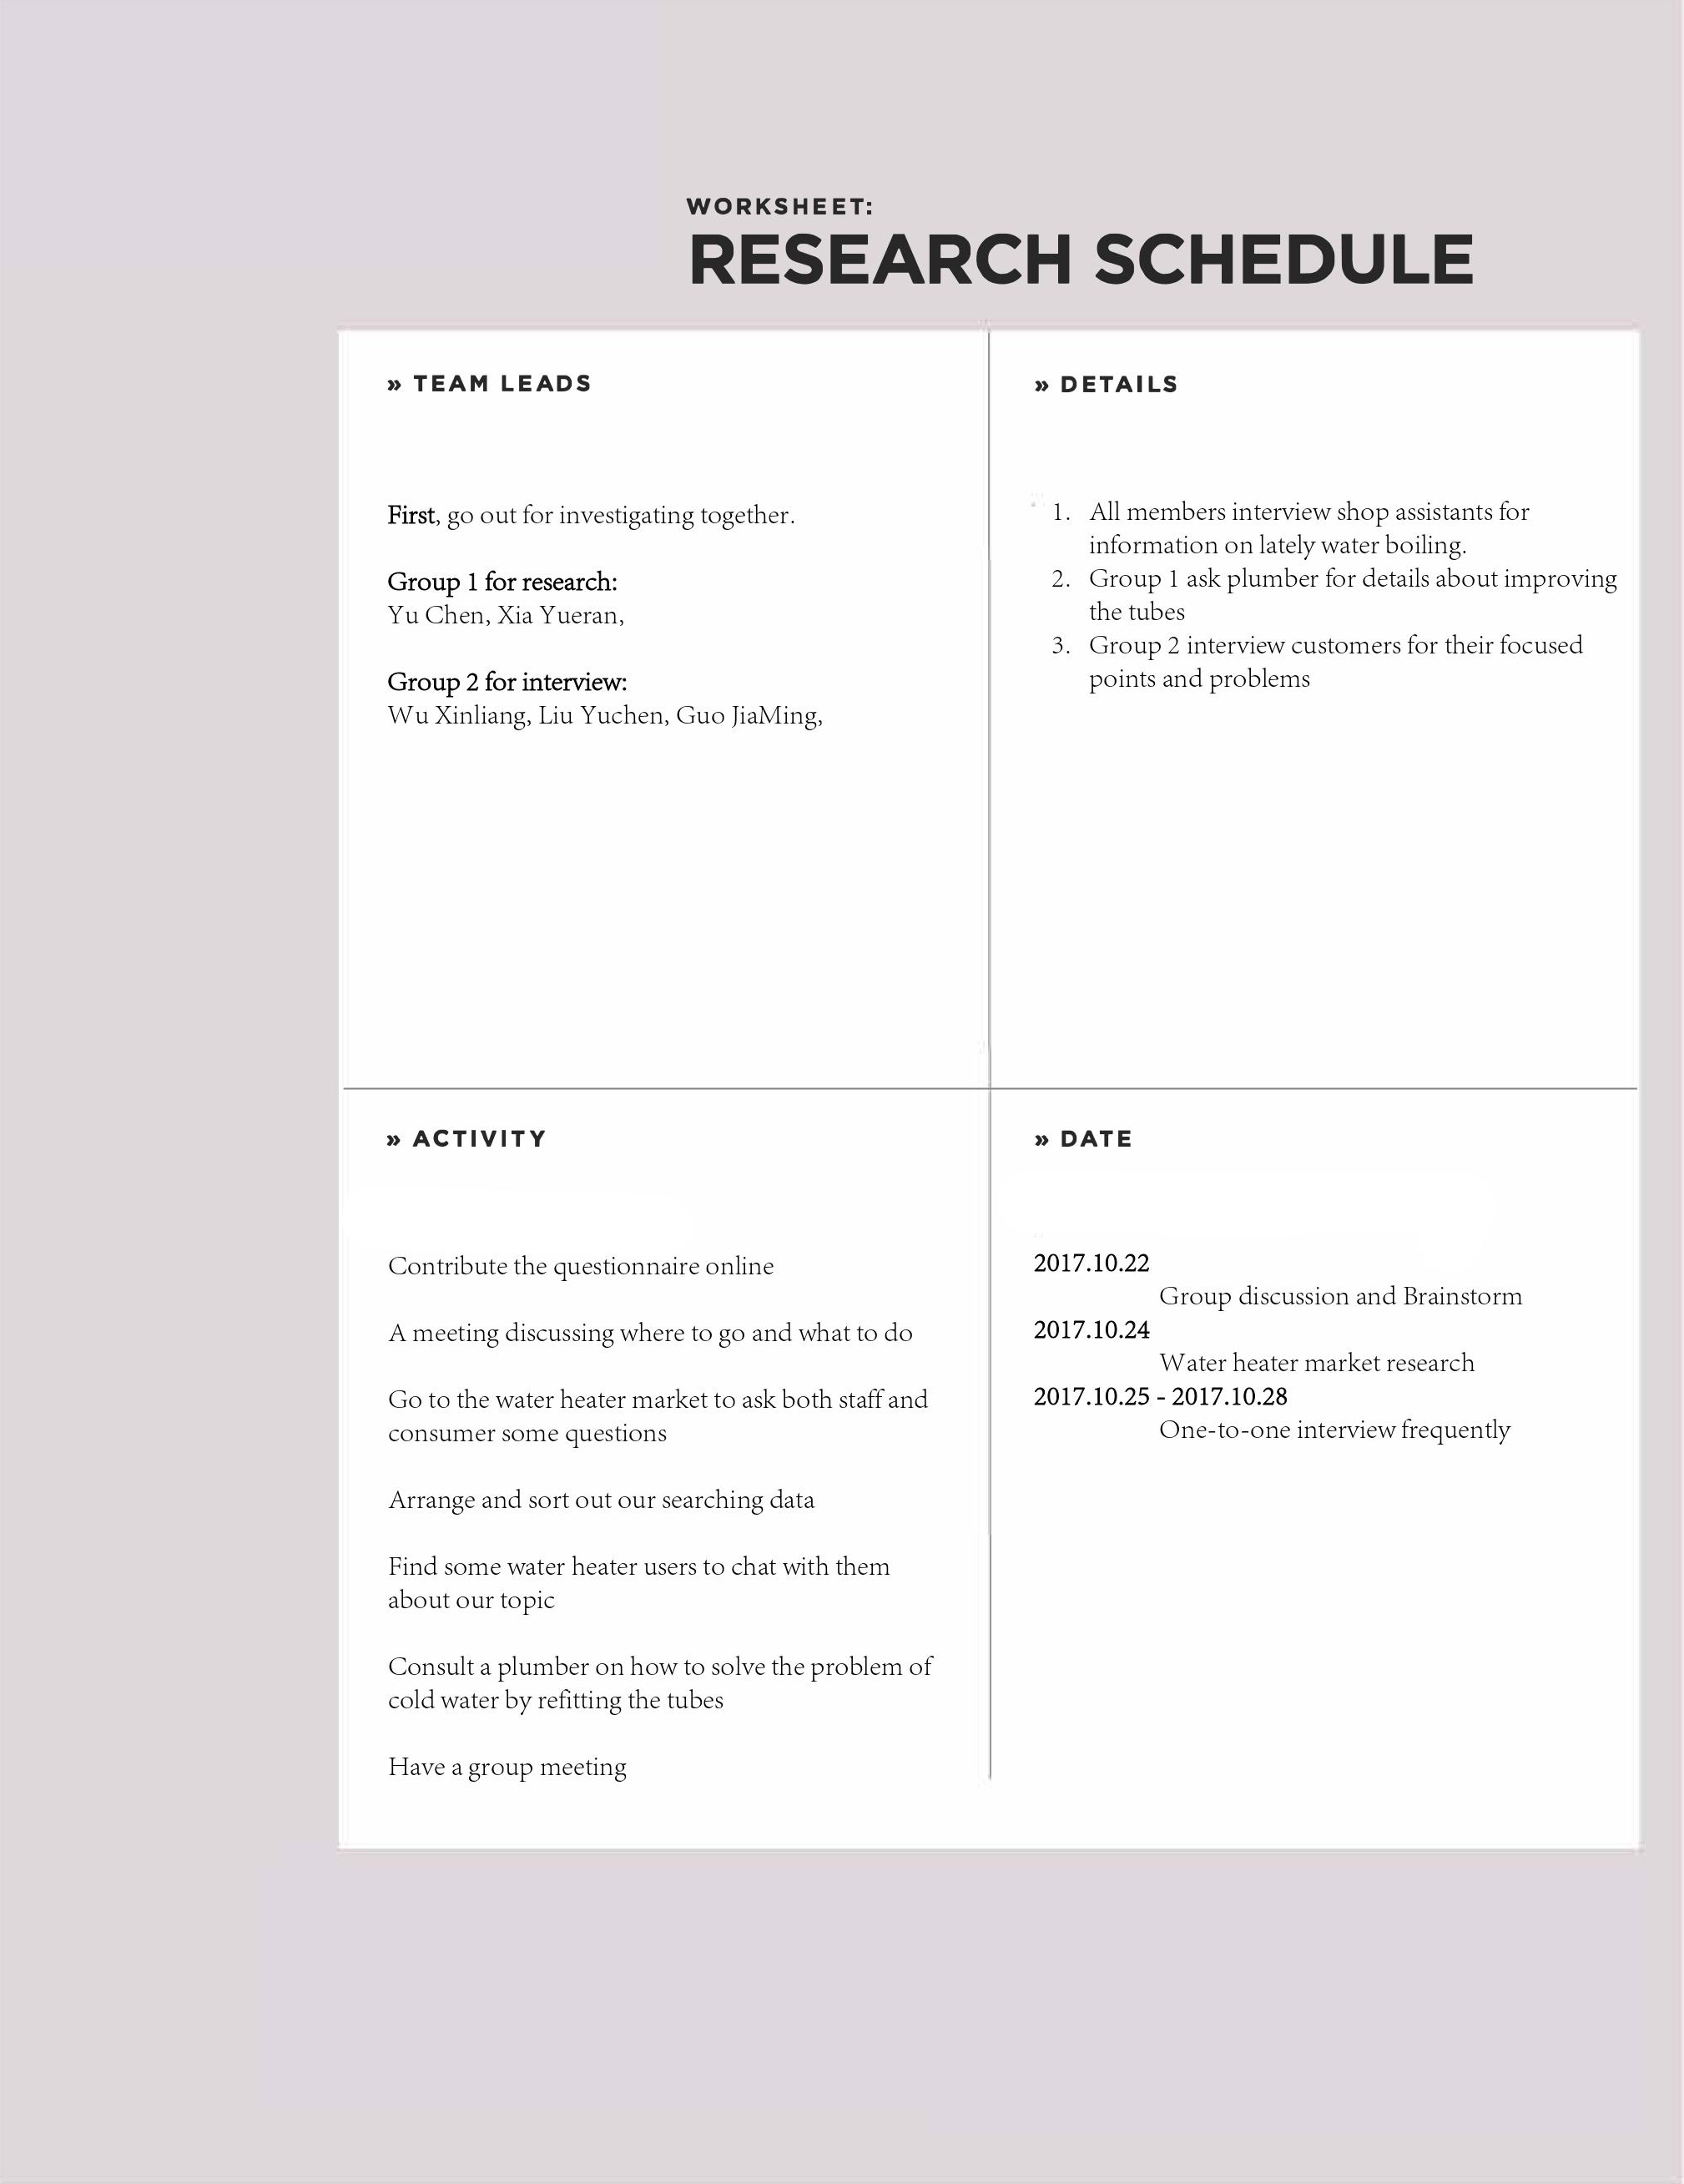 WORKSHEET:
RESEARCH SCHEDULE
» TEAM LEADS
First, go out for investigating together.
Group 1 for research:
Yu Chen, Xia Yueran,
Group 2 for interview:
Wu Xinliang, Liu Yuchen, Guo JiaMing,
» DETAILS
1. All members interview shop assistants for
information on lately water boiling.
2. Group 1 ask plumber for details about improving
the tubes
3. Group 2 interview customers for their focused
points and problems
» ACTIVITY
Contribute the questionnaire online
A meeting discussing where to go and what to do
Go to the water heater market to ask both staff and
consumer some questions
Arrange and sort out our searching data
Find some water heater users to chat with them
about our topic
Consult a plumber on how to solve the problem of
cold water by refitting the tubes
Have a group meeting
» DATE
2017.10.22
Group discussion and Brainstorm
2017.10.24
Water heater market research
2017.10.25 - 2017.10.28
One-to-one interview frequently